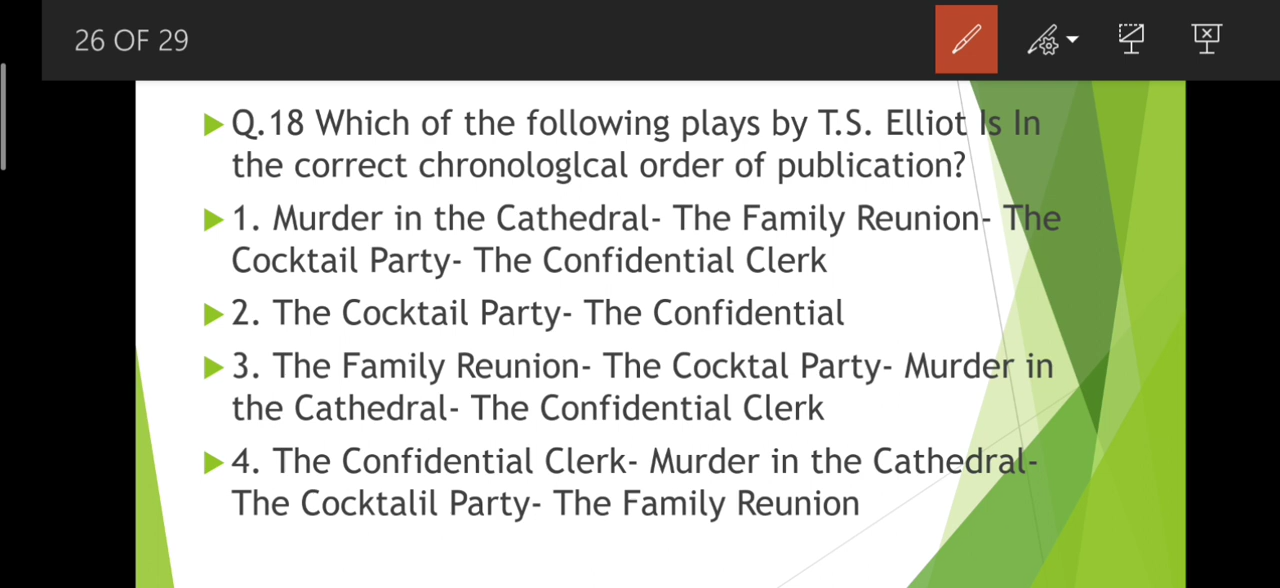 26 OF 29
Q.18 Which of the following plays by T.S. Elliot Is In
the correct chronologlcal order of publication?
1. Murder in the Cathedral- The Family Reunion- The
Cocktail Party- The Confidential Clerk
2. The Cocktail Party- The Confidential
3. The Family Reunion- The Cocktal Party- Murder in
the Cathedral- The Confidential Clerk
4. The Confidential Clerk- Murder in the Cathedral-
The Cocktalil Party- The Family Reunion